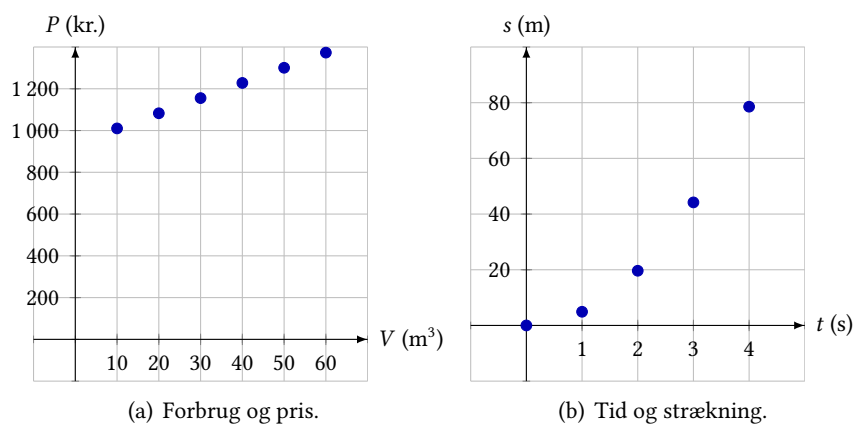 P (kr.)
1 200
1 000
800
600
400
200
10 20 30 40 50 60
V (m³)
(a) Forbrug og pris.
s (m)
80
60
40
20
1 2 3 4
t (s)
(b) Tid og strækning.